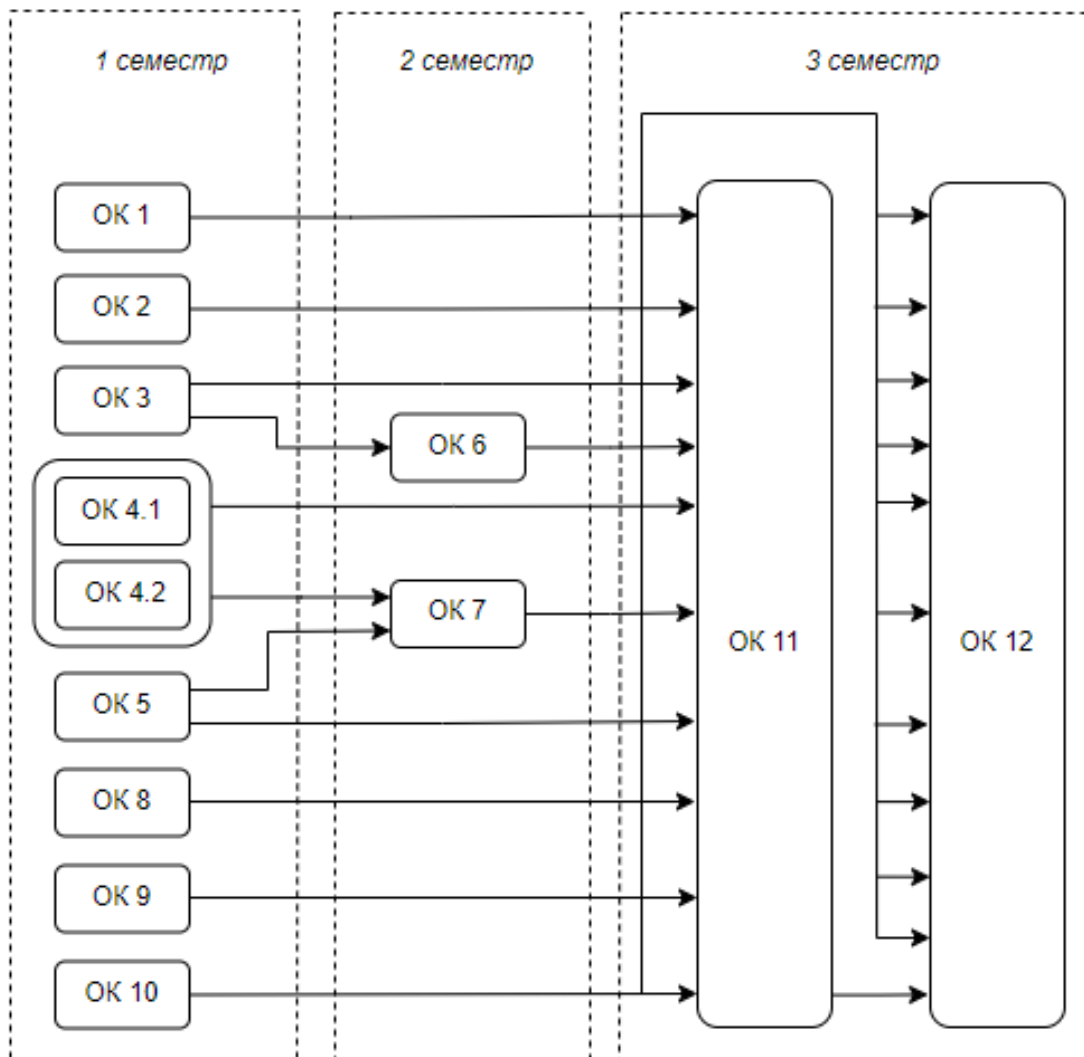 1 семестр
2 семестр
3 семестр
ОК 1
ОК 2
ОК 3
ОК 6
ОК 4.1
ОК 4.2
ОК 7
ОК 11
ОК 12
ОК 5
ОК 8
ОК 9
ОК 10